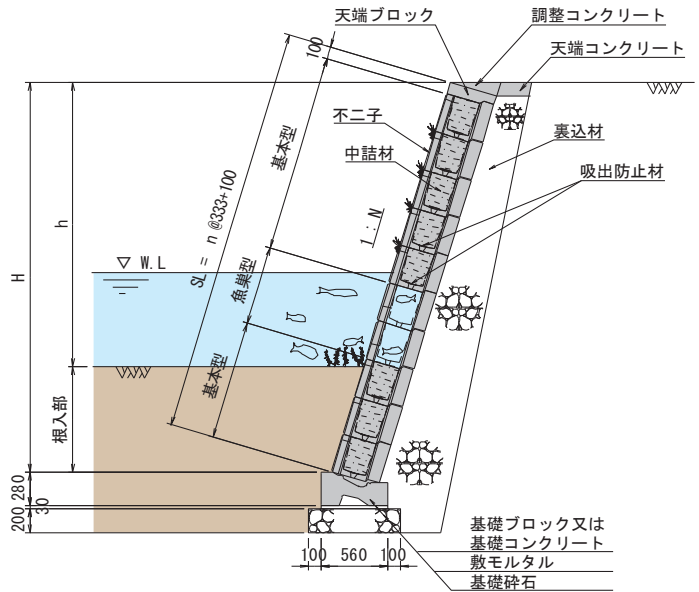 天端ブロック
調整コンクリート
天端コンクリート
100
不二子
中詰材
裏込材
吸出防止材
基本型
SL = n @333+100
1 : N
h
H
W.L
魚巣型
基本型
根入部
280
30
200
100
560
100
基礎ブロック又は
基礎コンクリート
敷モルタル
基礎砕石